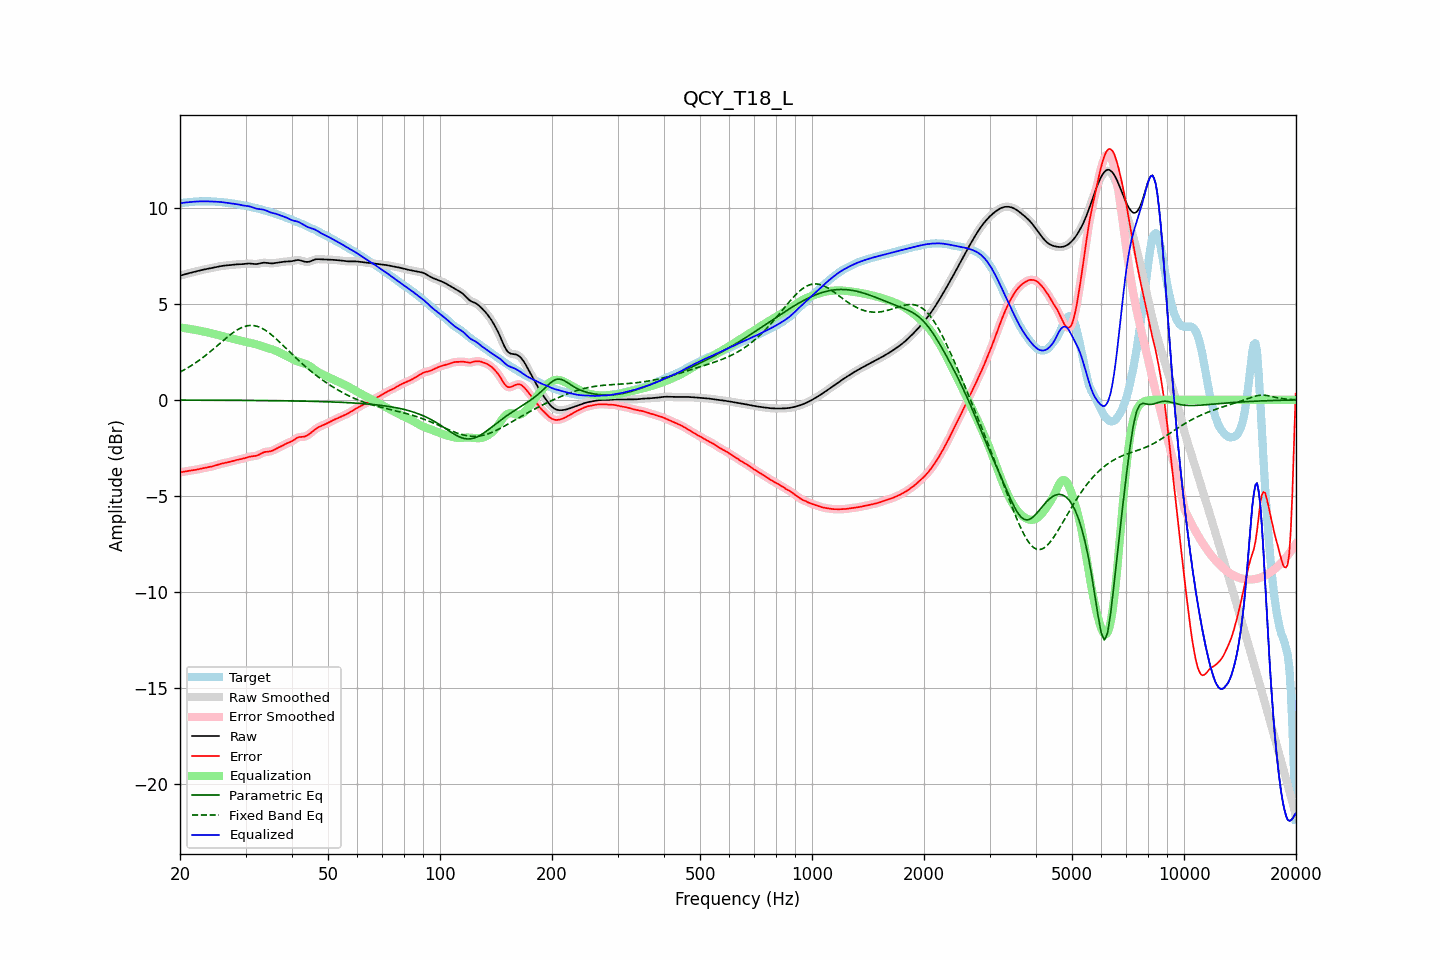 QCY_T18_L
Amplitude (dBr)
10
5
0
−5
−10
−15
−20
Target
Raw Smoothed
Error Smoothed
Raw
Error
Equalization
Parametric Eq
Fixed Band Eq
Equalized
20 50 100 200 500 1000 2000 5000 10000 20000
Frequency (Hz)